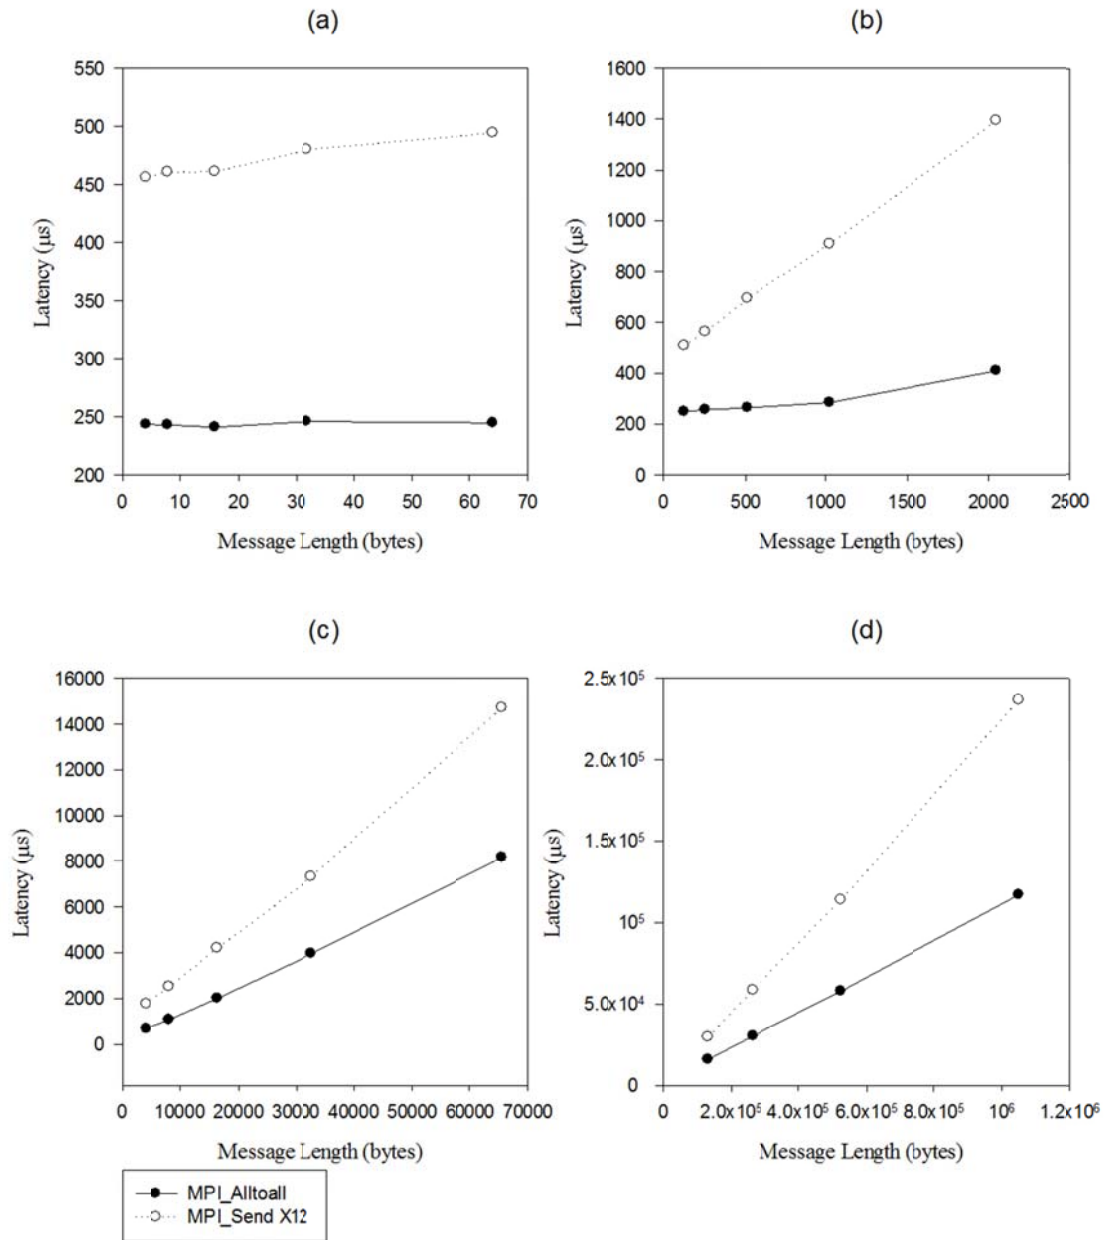 (a)
550
500
450
400
350
300
250
200
Latency (μs)
0 10 20 30 40 50 60 70
Message Length (bytes)
(b)
1600
1400
1200
1000
800
600
400
200
0
Latency (μs)
0 500 1000 1500 2000 2500
Message Length (bytes)
(c)
16000
14000
12000
10000
8000
6000
4000
2000
0
Latency (μs)
0 10000 20000 30000 40000 50000 60000 70000
Message Length (bytes)
(d)
2.5x10⁵
2.0x10⁵
1.5x10⁵
10⁵
5.0x10⁴
0
Latency (μs)
0 2.0x10⁵ 4.0x10⁵ 6.0x10⁵ 8.0x10⁵ 10⁶ 1.2x10⁶
Message Length (bytes)
MPI_Alltoall
MPI_Send X12